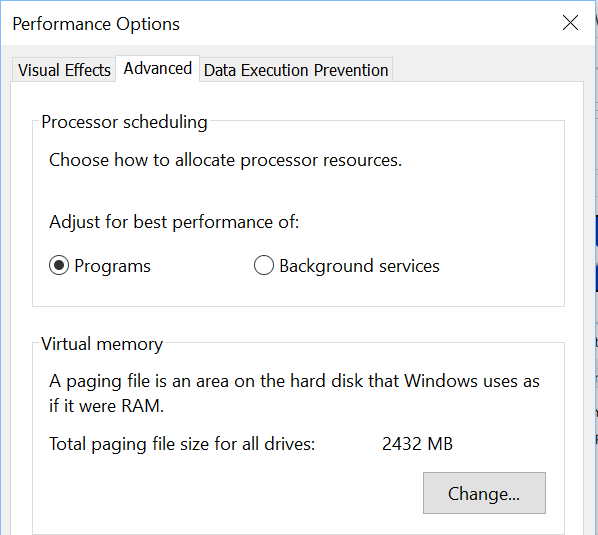 Performance Options
Visual Effects Advanced Data Execution Prevention
Processor scheduling
Choose how to allocate processor resources.
Adjust for best performance of:
Programs Background services
Virtual memory
A paging file is an area on the hard disk that Windows uses as
if it were RAM.
Total paging file size for all drives: 2432 MB
Change...